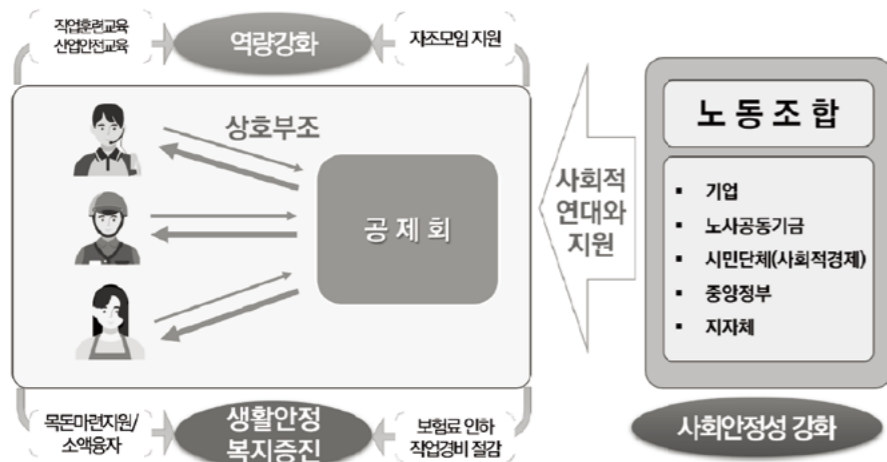 직업훈련교육
산업안전교육
역량강화
자조모임 지원
상호부조
공 제 회
사회적
연대와
지원
노 동 조 합
▪ 기업
▪ 노사공동기금
▪ 시민단체(사회적경제)
▪ 중앙정부
▪ 지자체
목돈마련지원/
소액융자
생활안정
복지증진
보험료 인하
작업경비 절감
사회안정성 강화